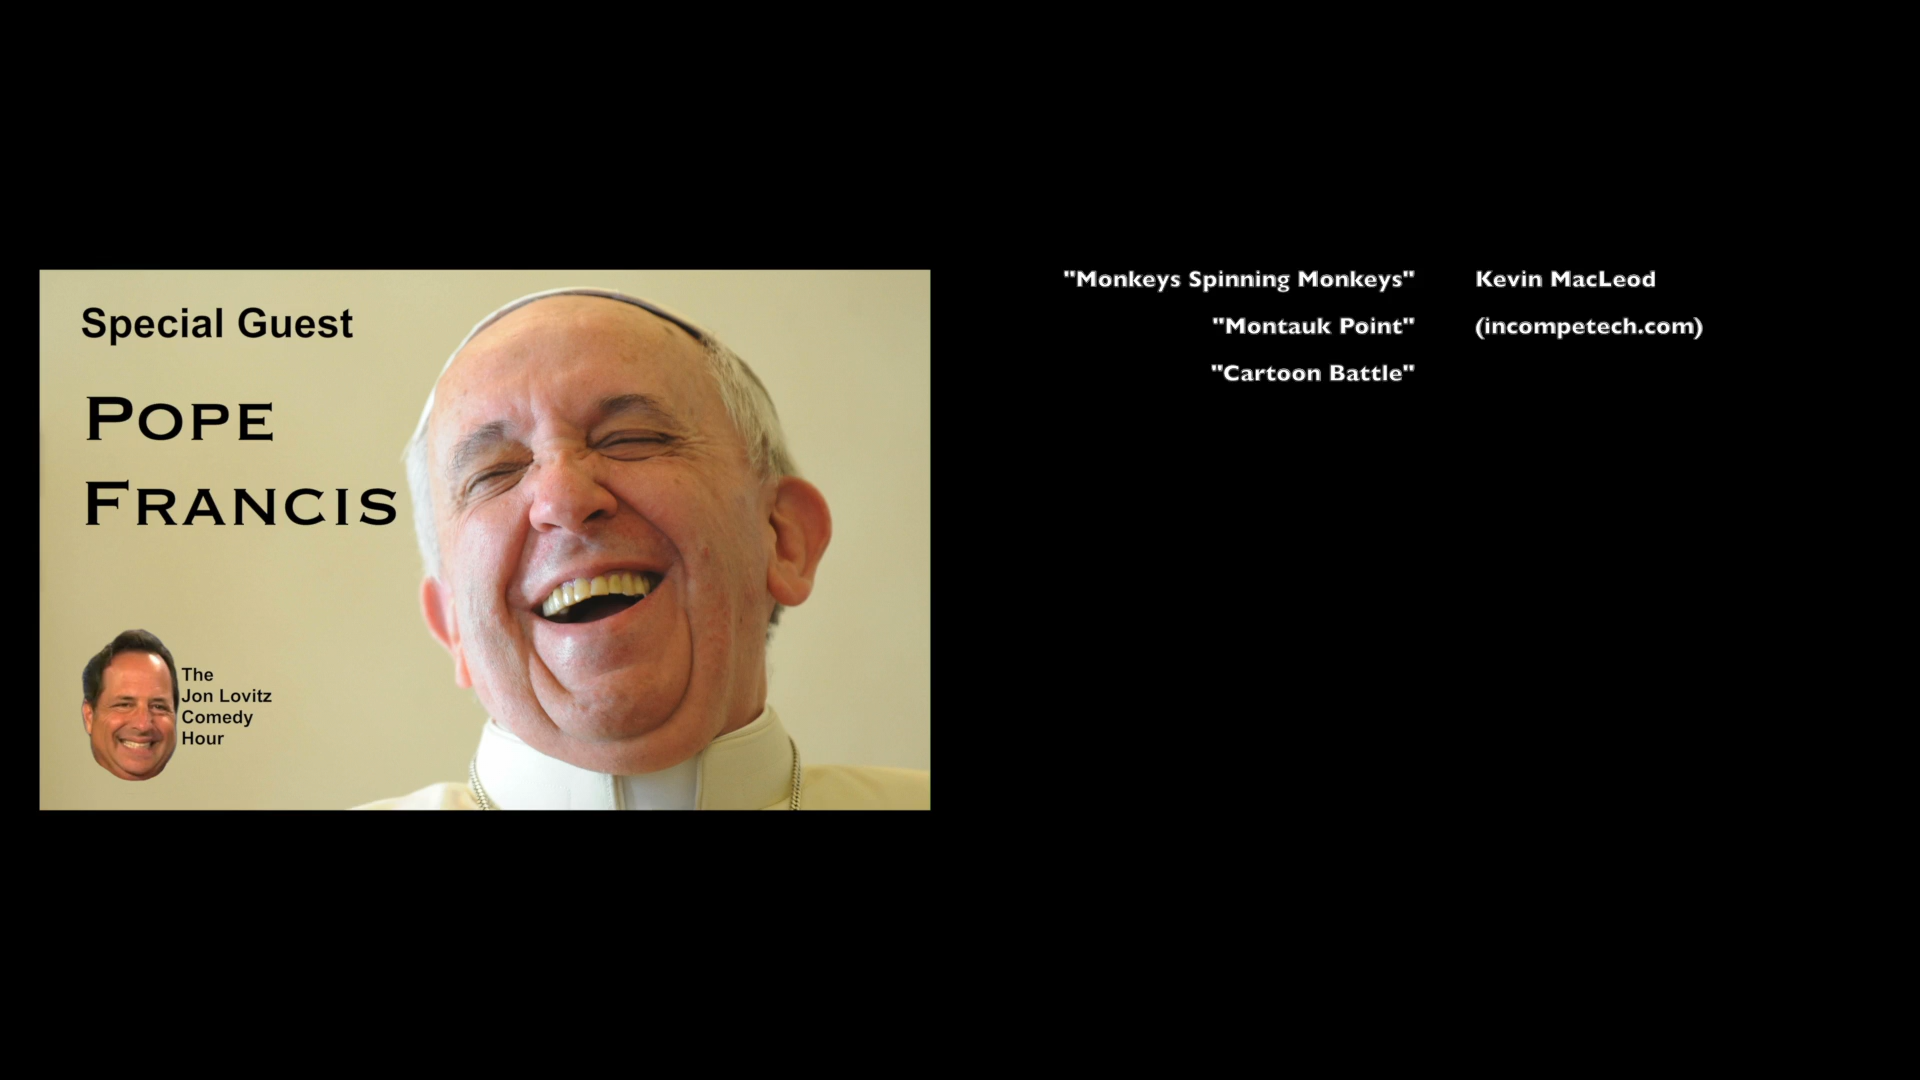 Special Guest
POPE
FRANCIS
The
Jon Lovitz
Comedy
Hour
"Monkeys Spinning Monkeys" Kevin MacLeod
"Montauk Point" (incompetech.com)
"Cartoon Battle"